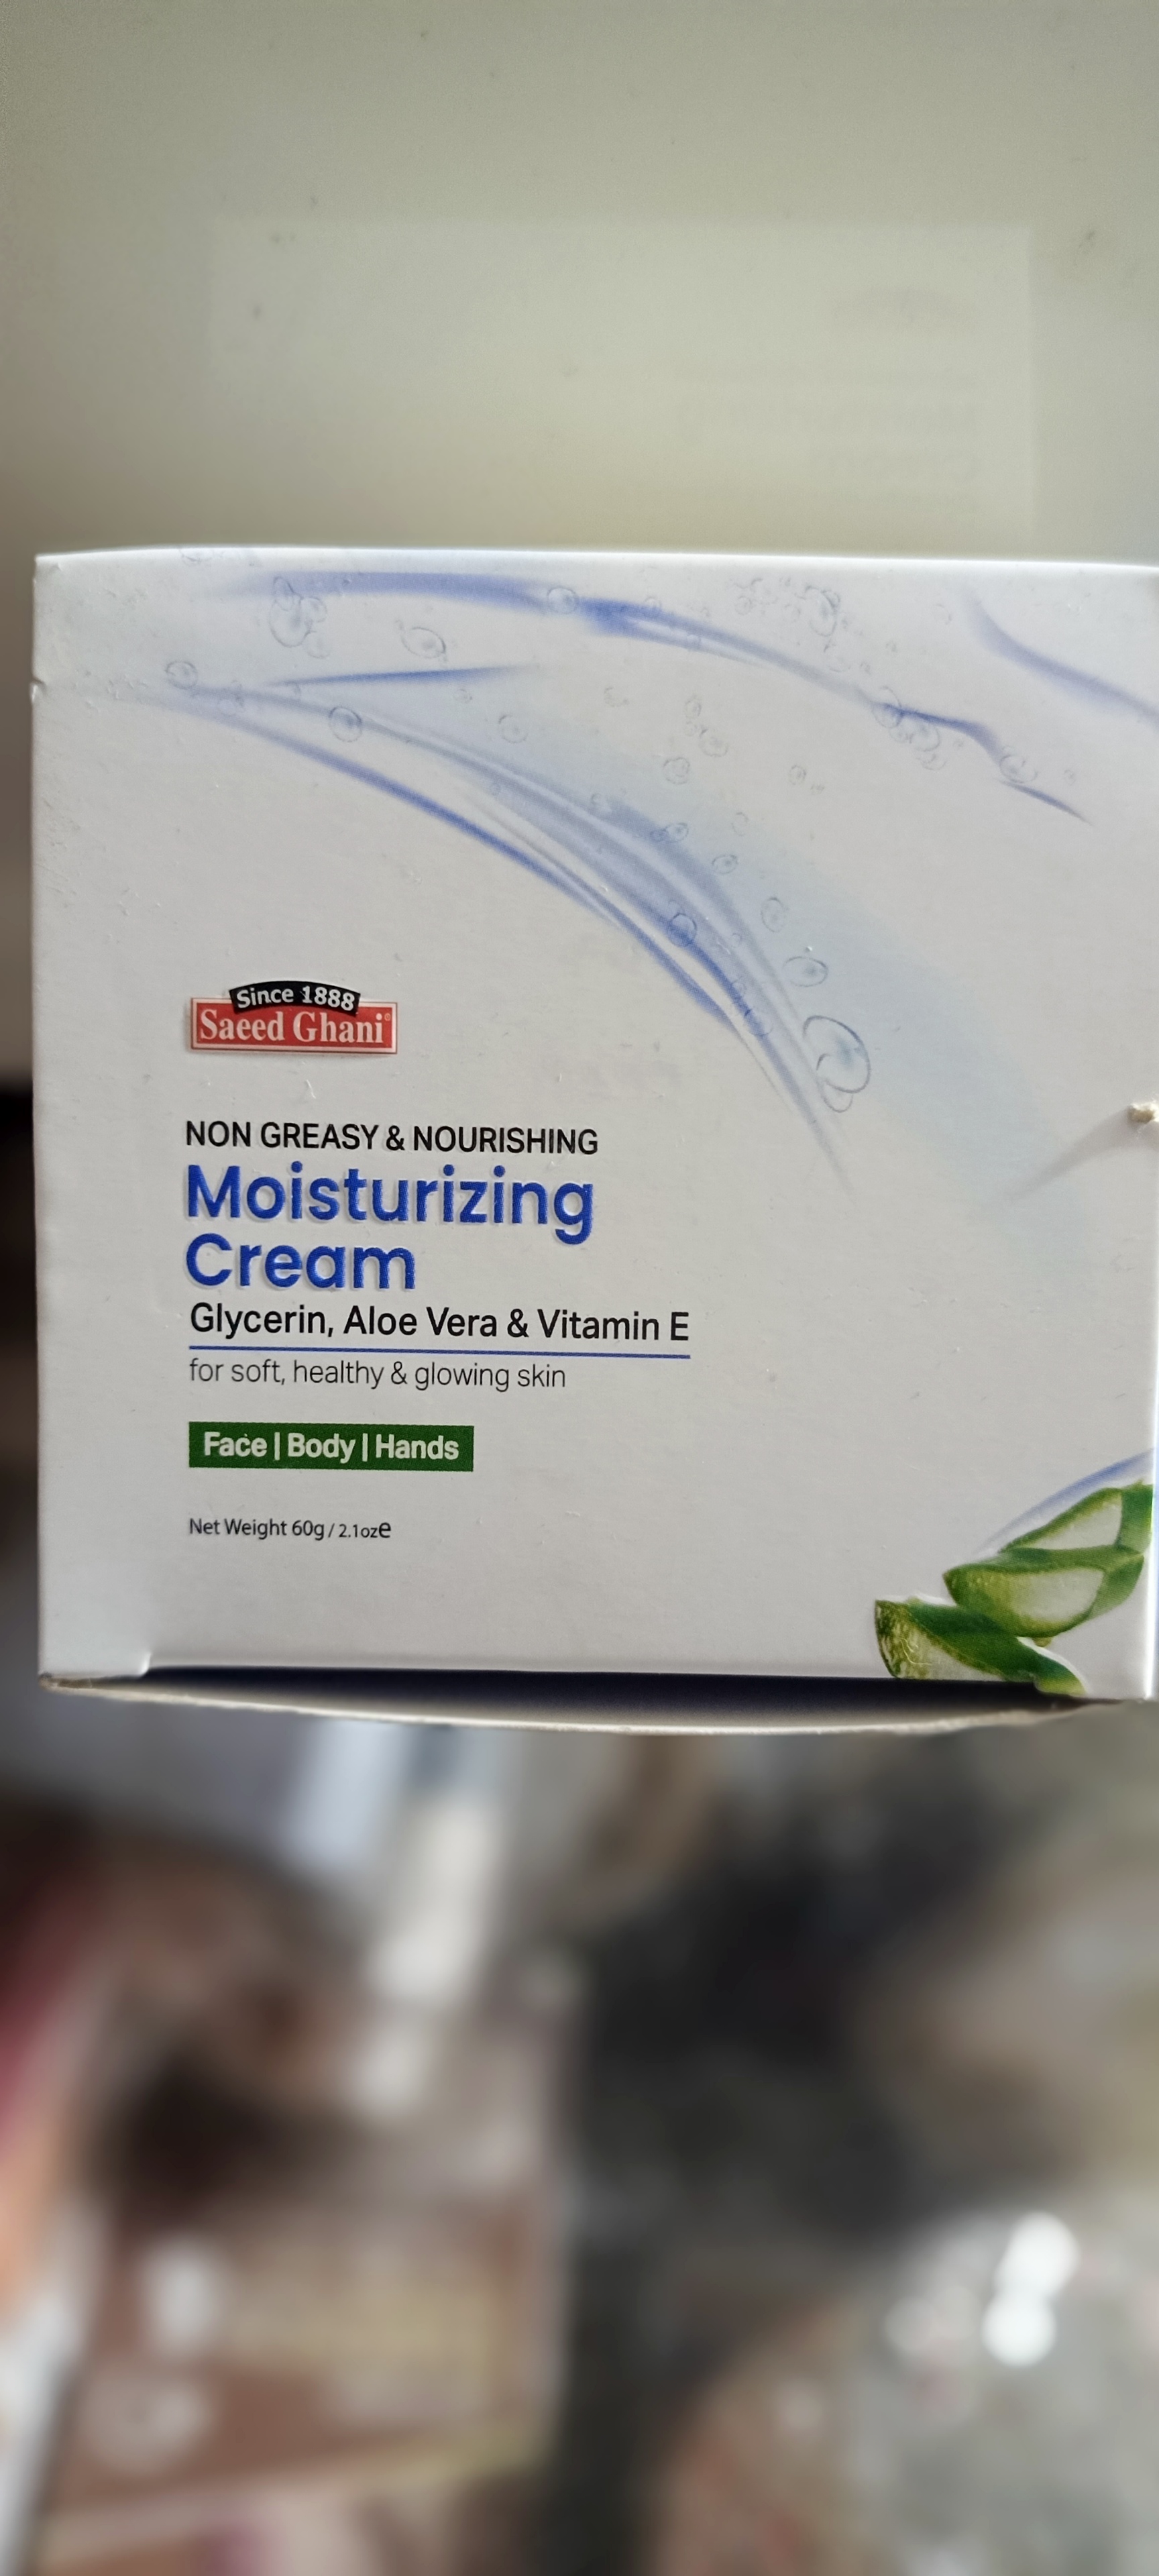 Since 1888
Saeed Ghani®
NON GREASY & NOURISHING
Moisturizing
Cream
Glycerin, Aloe Vera & Vitamin E
for soft, healthy & glowing skin
Face | Body | Hands
Net Weight 60g / 2.1oz℮